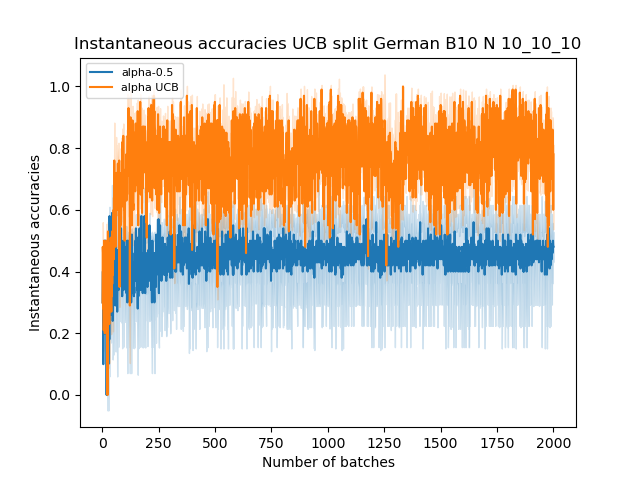 Instantaneous accuracies UCB split German B10 N 10_10_10
alpha-0.5
alpha UCB
1.0
0.8
0.6
0.4
0.2
0.0
Instantaneous accuracies
0 250 500 750 1000 1250 1500 1750 2000
Number of batches